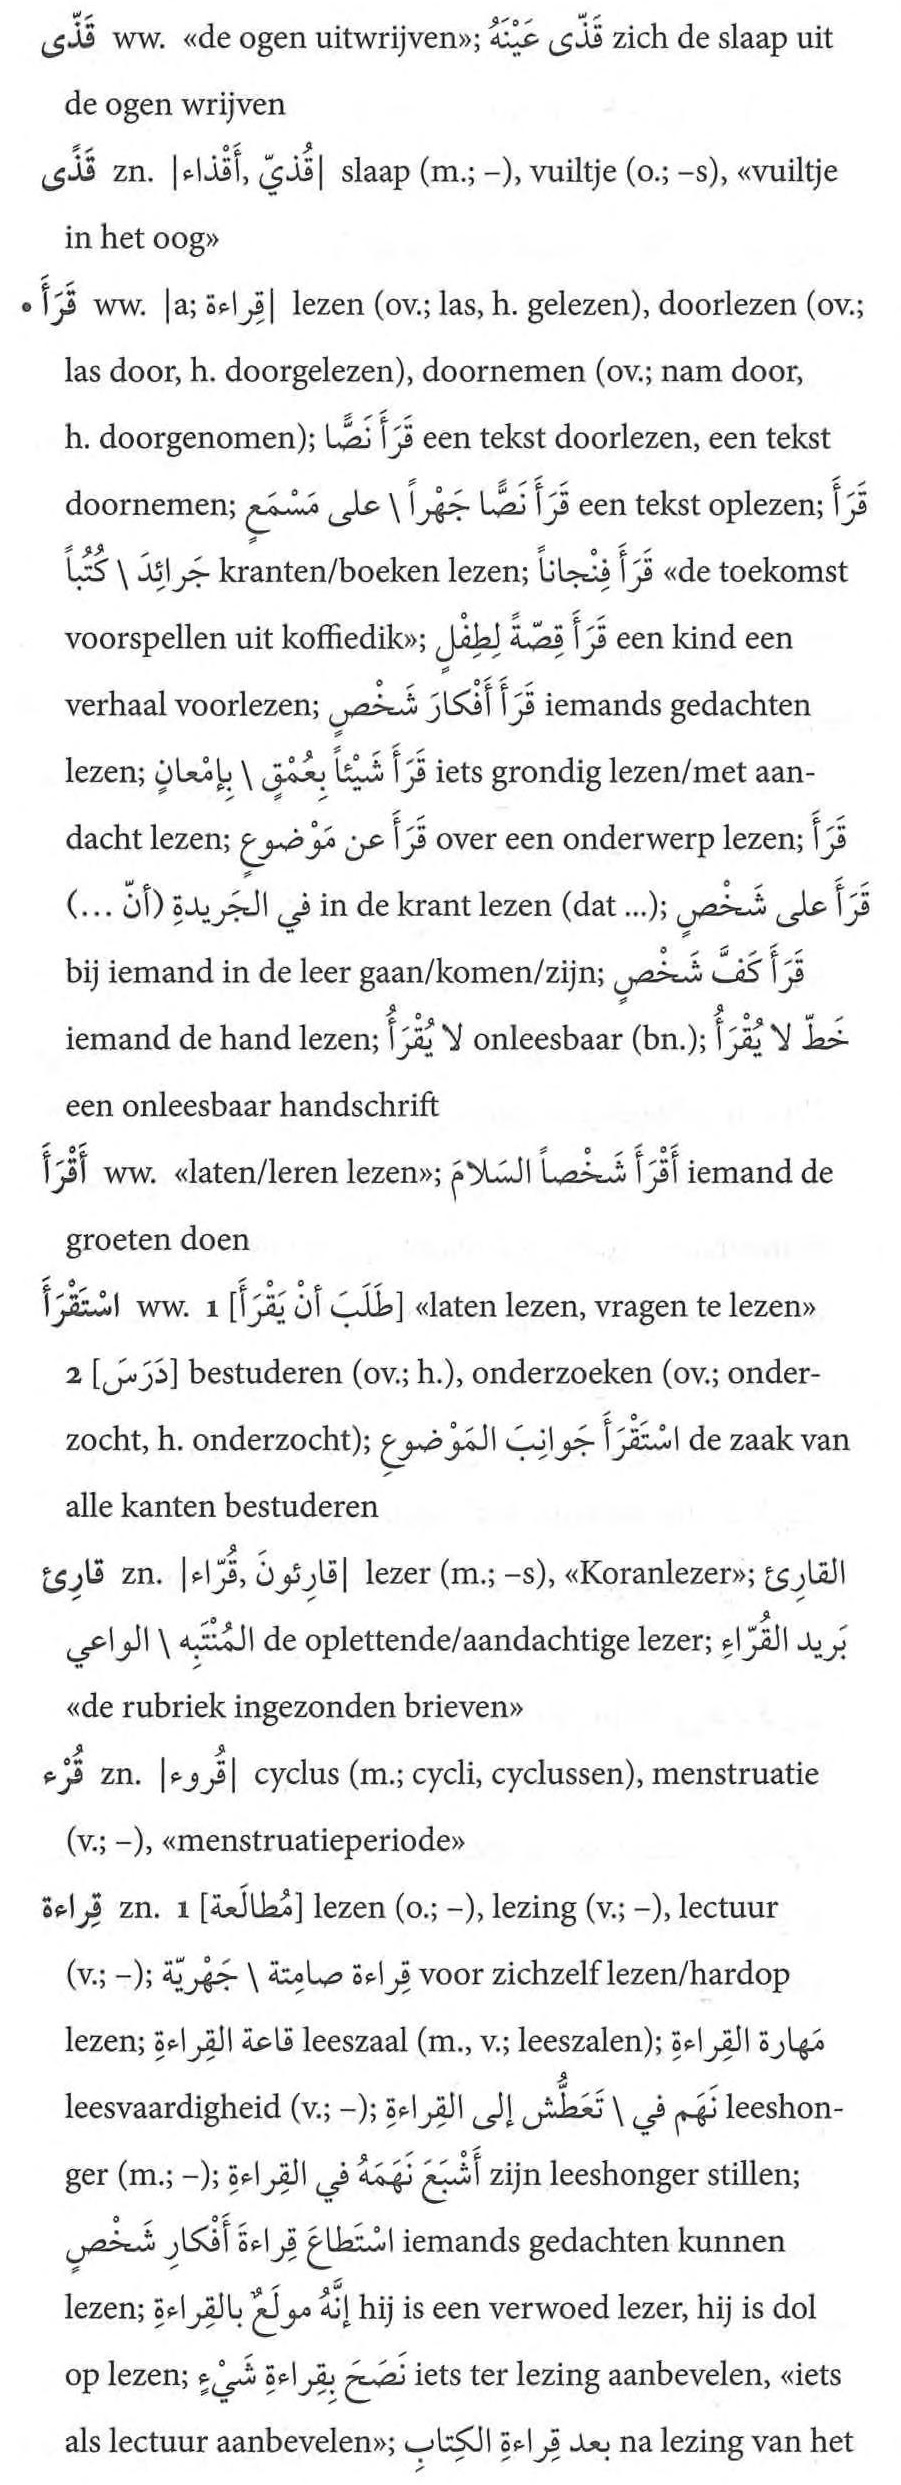 قَذّى ww. «de ogen uitwrijven»; قَذّى عَيْنَهُ zich de slaap uit
de ogen wrijven
قَذًى zn. |قُذيّ ,أَقْذاء| slaap (m.; –), vuiltje (o.; –s), «vuiltje
in het oog»
• قَرَأَ ww. |a; قِراءة| lezen (ov.; las, h. gelezen), doorlezen (ov.;
las door, h. doorgelezen), doornemen (ov.; nam door,
h. doorgenomen); قَرَأَ نَصًّا een tekst doorlezen, een tekst
doornemen; قَرَأَ نَصًّا جَهْراً \ على مَسْمَعٍ een tekst oplezen; قَرَأَ
جَرائِدَ \ كُتُباً kranten/boeken lezen; قَرَأَ فِنْجاناً «de toekomst
voorspellen uit koffiedik»; قَرَأَ قِصّةً لِطِفْلٍ een kind een
verhaal voorlezen; قَرَأَ أَفْكارَ شَخْصٍ iemands gedachten
lezen; قَرَأَ شَيْئاً بِعُمْقٍ \ بِإمْعانٍ iets grondig lezen/met aan-
dacht lezen; قَرَأَ عن مَوْضوعٍ over een onderwerp lezen; قَرَأَ
في الجَريدةِ (أنّ ...) in de krant lezen (dat ...); قَرَأَ على شَخْصٍ
bij iemand in de leer gaan/komen/zijn; قَرَأَ كَفَّ شَخْصٍ
iemand de hand lezen; لا يُقْرَأُ onleesbaar (bn.); خَطّ لا يُقْرَأُ
een onleesbaar handschrift
أَقْرَأَ ww. «laten/leren lezen»; أَقْرَأَ شَخْصاً السَلامَ iemand de
groeten doen
اسْتَقْرَأَ ww. 1 [طَلَبَ أنْ يَقْرَأَ] «laten lezen, vragen te lezen»
2 [دَرَسَ] bestuderen (ov.; h.), onderzoeken (ov.; onder-
zocht, h. onderzocht); اسْتَقْرَأَ جَوانِبَ المَوْضوعِ de zaak van
alle kanten bestuderen
قارِئ zn. |قارِئونَ ,قُرّاء| lezer (m.; –s), «Koranlezer»; القارِئ
المُنْتَبِه \ الواعي de oplettende/aandachtige lezer; بَريد القُرّاءِ
«de rubriek ingezonden brieven»
قُرْء zn. |قُروء| cyclus (m.; cycli, cyclussen), menstruatie
(v.; –), «menstruatieperiode»
قِراءة zn. 1 [مُطالَعة] lezen (o.; –), lezing (v.; –), lectuur
(v.; –); قِراءة صامِتة \ جَهْريّة voor zichzelf lezen/hardop
lezen; قاعة القِراءةِ leeszaal (m., v.; leeszalen); مَهارة القِراءةِ
leesvaardigheid (v.; –); نَهَم في \ تَعَطُّش إلى القِراءةِ leeshon-
ger (m.; –); أَشْبَعَ نَهَمَهُ في القِراءةِ zijn leeshonger stillen;
اسْتَطاعَ قِراءةَ أَفْكارِ شَخْصٍ iemands gedachten kunnen
lezen; إنَّهُ مولَعٌ بالقِراءةِ hij is een verwoed lezer, hij is dol
op lezen; نَصَحَ بِقِراءةِ شَيْءٍ iets ter lezing aanbevelen, «iets
als lectuur aanbevelen»; بعد قِراءةِ الكِتابِ na lezing van het